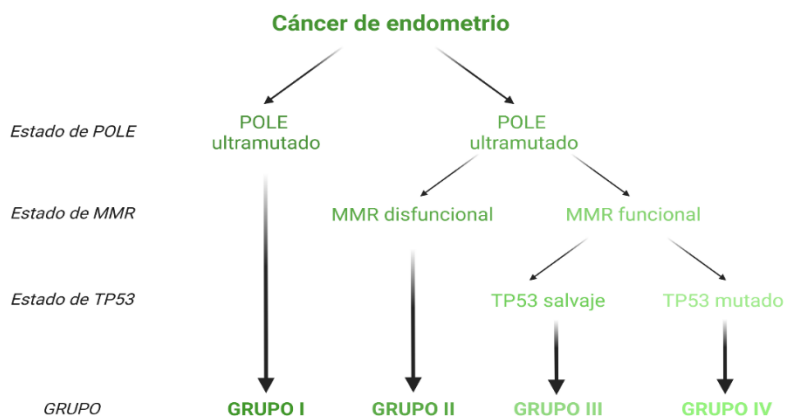 Cáncer de endometrio
Estado de POLE
POLE
ultramutado
POLE
ultramutado
Estado de MMR
MMR disfuncional
MMR funcional
Estado de TP53
TP53 salvaje
TP53 mutado
GRUPO
GRUPO I
GRUPO II
GRUPO III
GRUPO IV